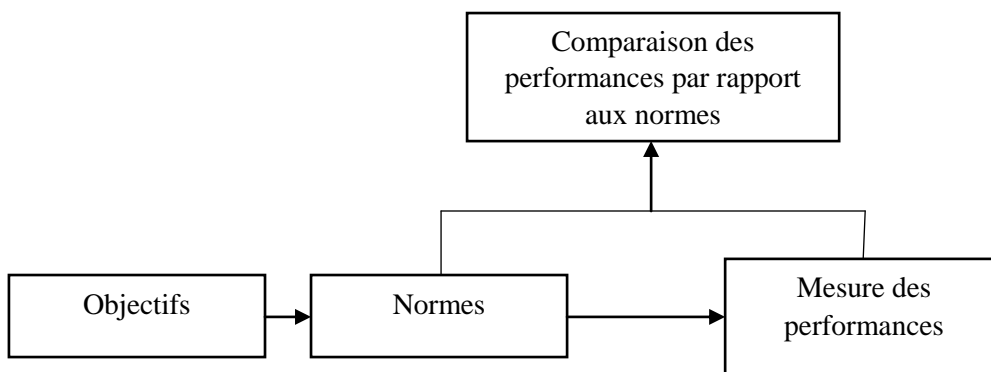 Comparaison des
performances par rapport
aux normes
Objectifs
Normes
Mesure des
performances